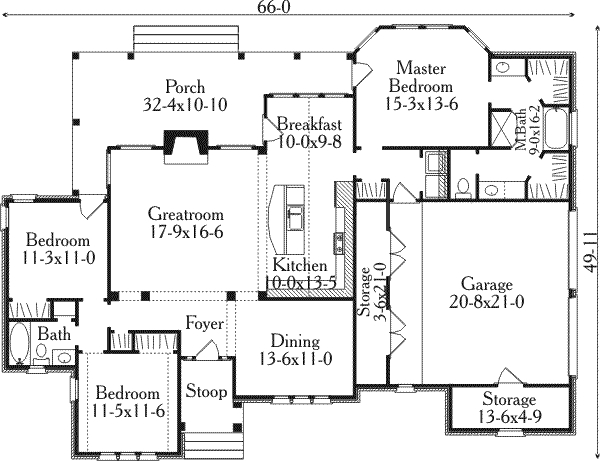 66-0
Porch
32-4x10-10
Master
Bedroom
15-3x13-6
M.Bath
9-0x16-2
Breakfast
10-0x9-8
Greatroom
17-9x16-6
Bedroom
11-3x11-0
Kitchen
10-0x13-5
Storage
3-6x21-0
Garage
20-8x21-0
49-11
Bath
Foyer
Dining
13-6x11-0
Bedroom
11-5x11-6
Stoop
Storage
13-6x4-9